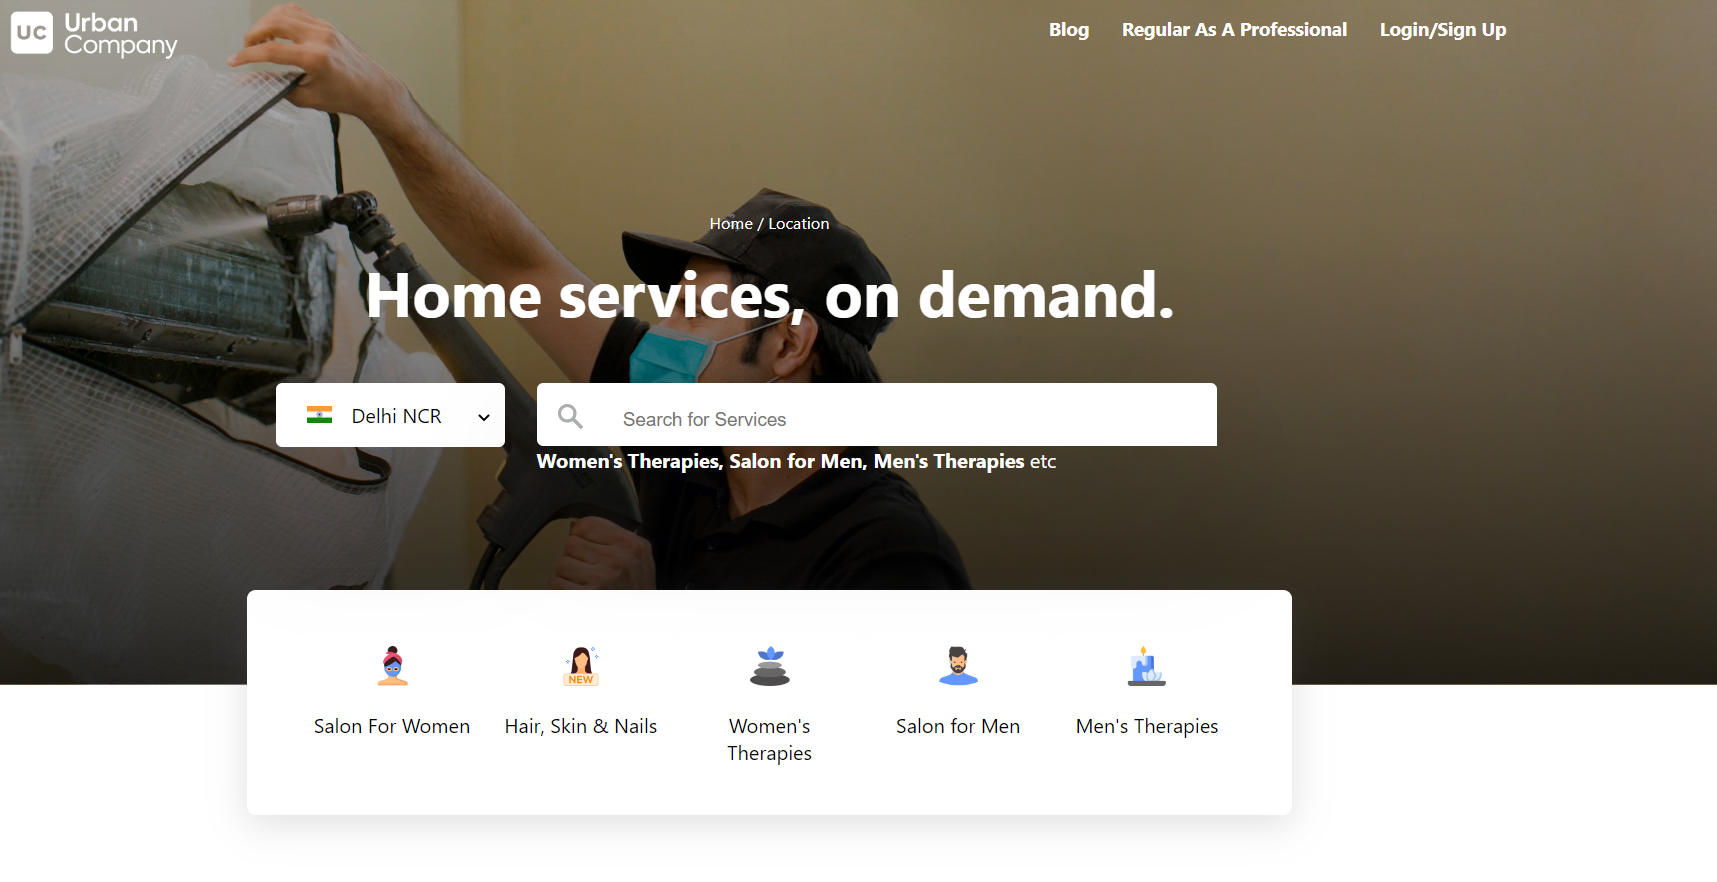 UC Urban
Company
Blog Regular As A Professional Login/Sign Up
Home / Location
Home services, on demand.
Delhi NCR
Search for Services
Women's Therapies, Salon for Men, Men's Therapies etc
NEW
Salon For Women
Hair, Skin & Nails
Women's
Therapies
Salon for Men
Men's Therapies